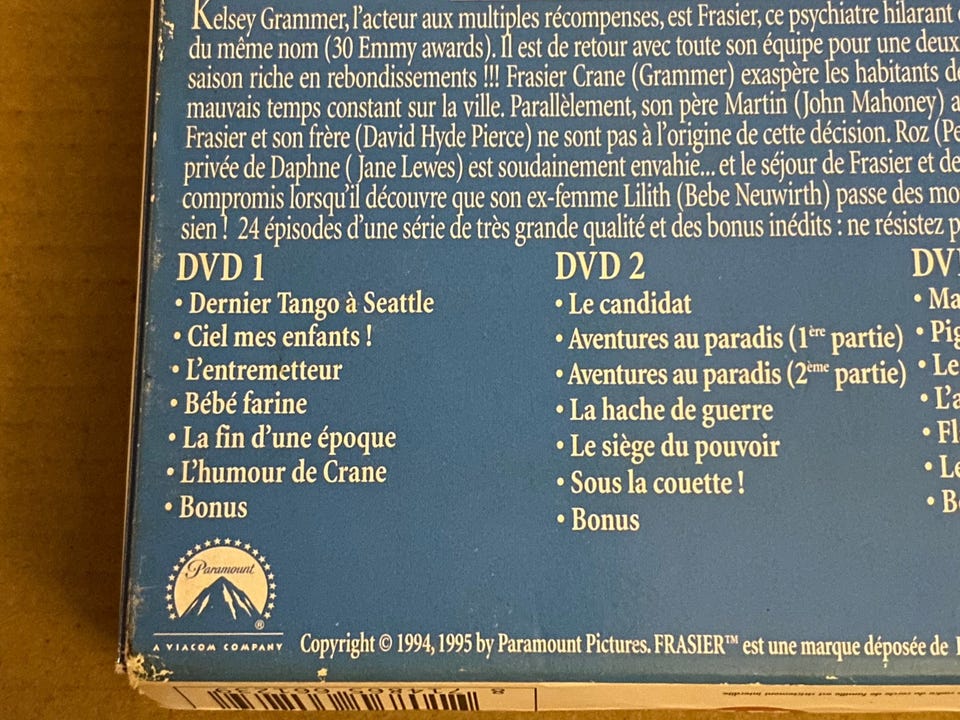 Kelsey Grammer, l'acteur aux multiples récompenses, est Frasier, ce psychiatre hilarant
du même nom (30 Emmy awards). Il est de retour avec toute son équipe pour une deux
saison riche en rebondissements !!! Frasier Crane (Grammer) exaspère les habitants de
mauvais temps constant sur la ville. Parallèlement, son père Martin (John Mahoney) a
Frasier et son frère (David Hyde Pierce) ne sont pas à l'origine de cette décision. Roz (Pe
privée de Daphne ( Jane Lewes) est soudainement envahie... et le séjour de Frasier et de
compromis lorsqu'il découvre que son ex-femme Lilith (Bebe Neuwirth) passe des mo
sien ! 24 épisodes d'une série de très grande qualité et des bonus inédits : ne résistez p
DVD 1
• Dernier Tango à Seattle
• Ciel mes enfants !
• L'entremetteur
• Bébé farine
• La fin d'une époque
• L'humour de Crane
• Bonus
DVD 2
• Le candidat
• Aventures au paradis (1ère partie)
• Aventures au paradis (2ème partie)
• La hache de guerre
• Le siège du pouvoir
• Sous la couette !
• Bonus
DV
• Ma
• Pig
• Le
• L'a
• Fl
• Le
• B
Paramount
®
A VIACOM COMPANY
Copyright © 1994, 1995 by Paramount Pictures. FRASIER™ est une marque déposée de